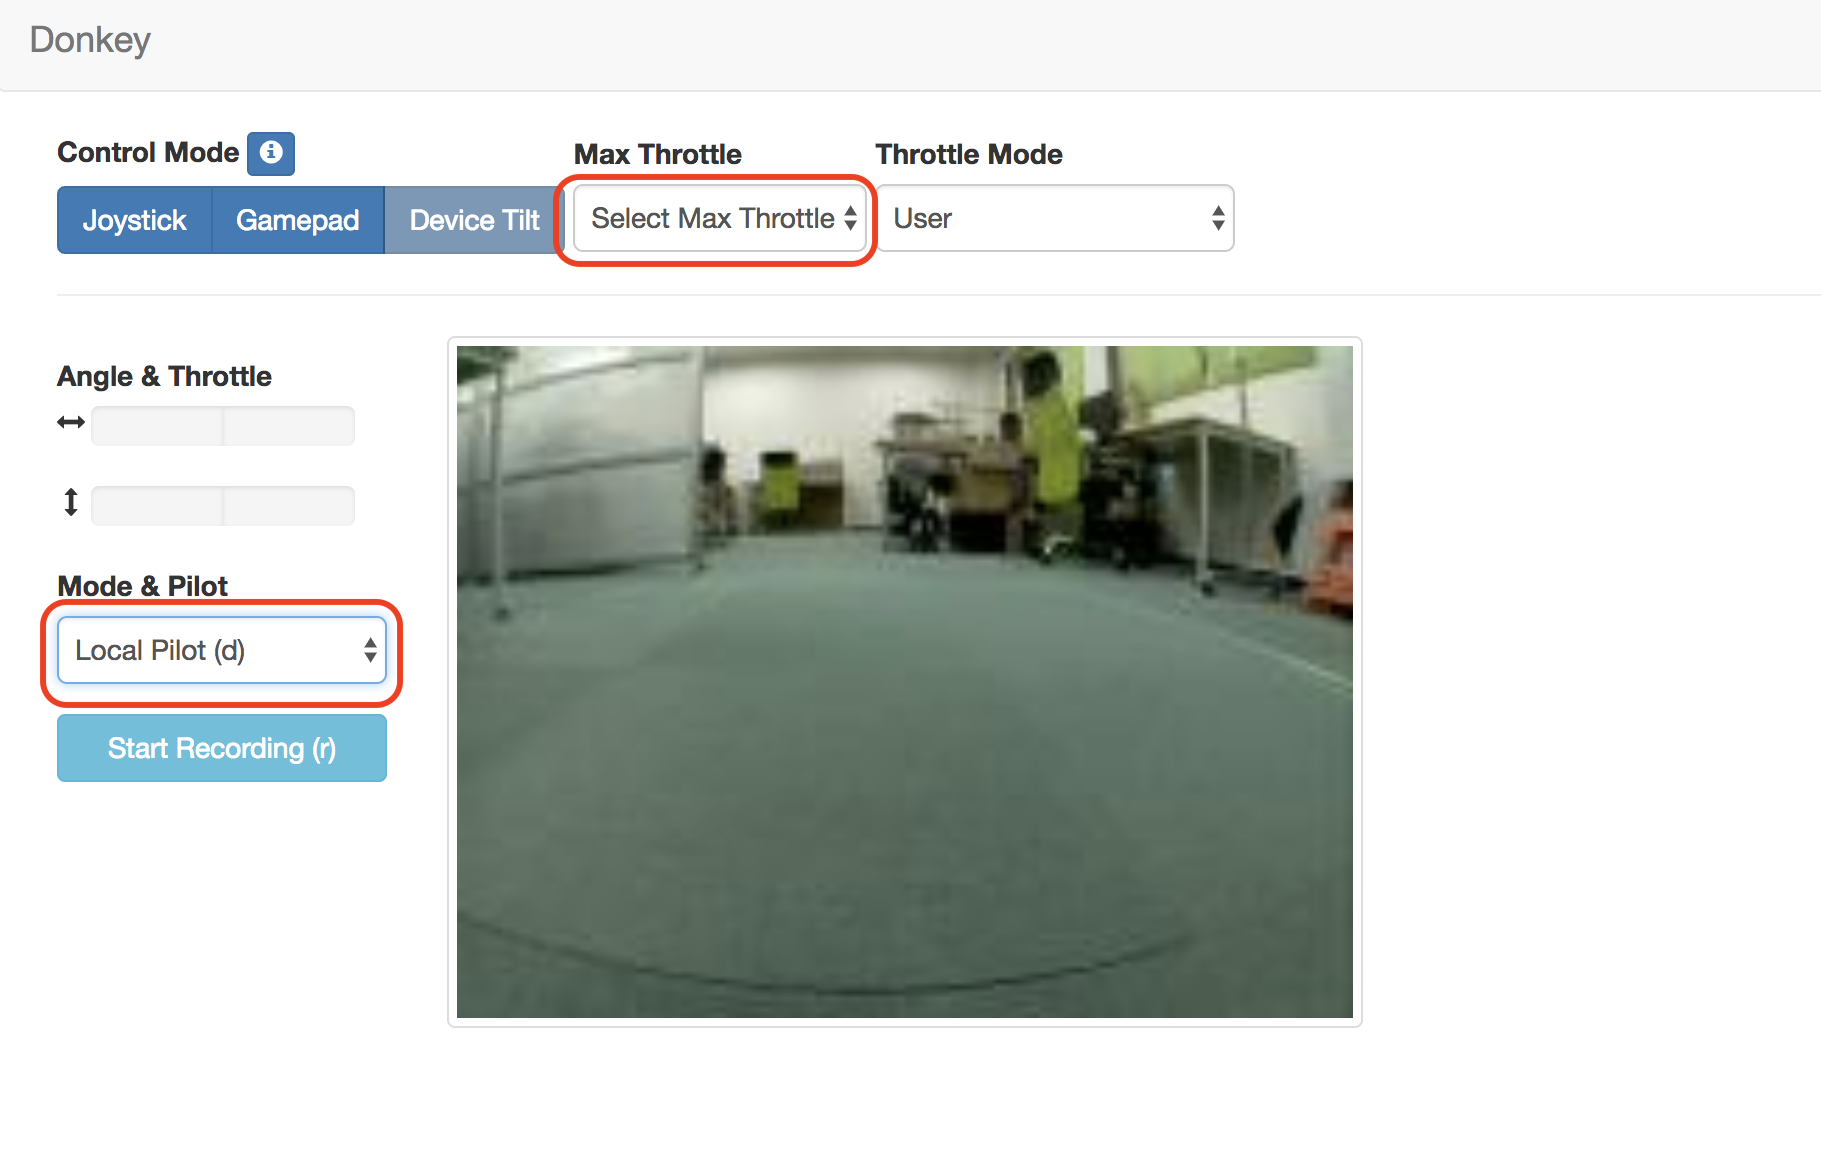 Donkey
Control Mode
Max Throttle
Throttle Mode
Joystick
Gamepad
Device Tilt
Select Max Throttle
User
Angle & Throttle
Mode & Pilot
Local Pilot (d)
Start Recording (r)